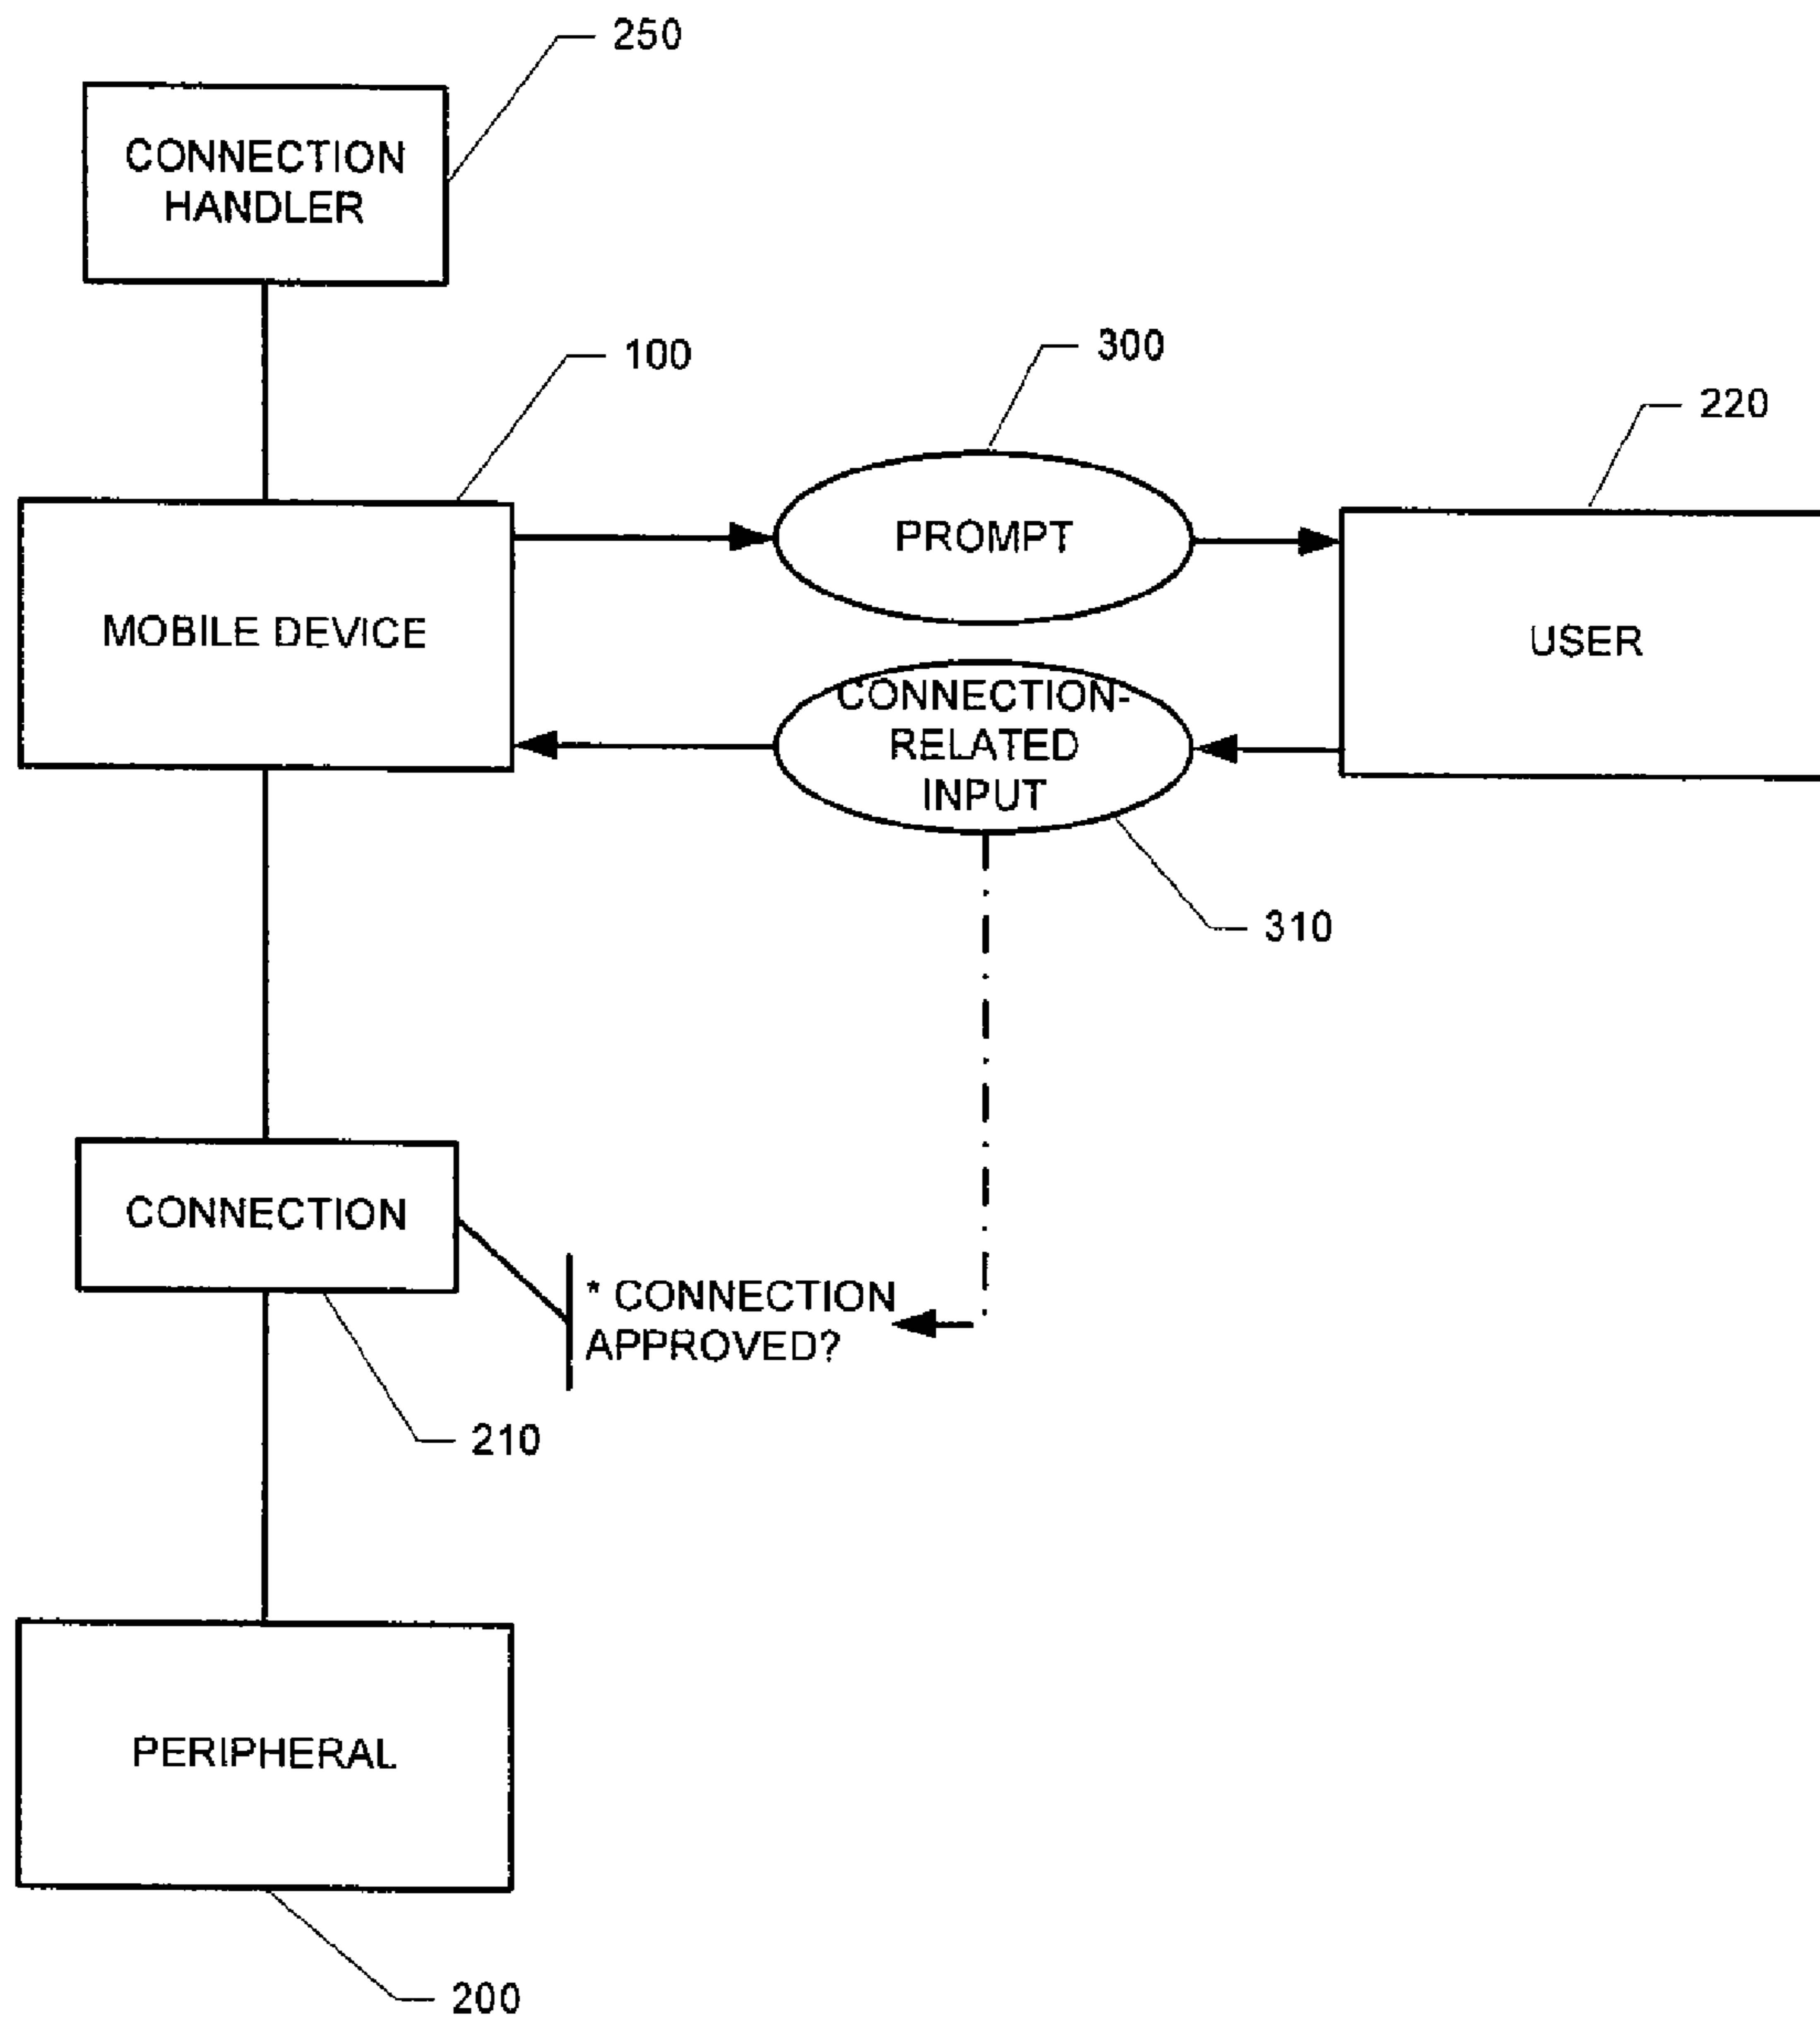 250
CONNECTION
HANDLER
100
300
220
PROMPT
MOBILE DEVICE
USER
CONNECTION-
RELATED
INPUT
310
CONNECTION
* CONNECTION
APPROVED?
210
PERIPHERAL
200